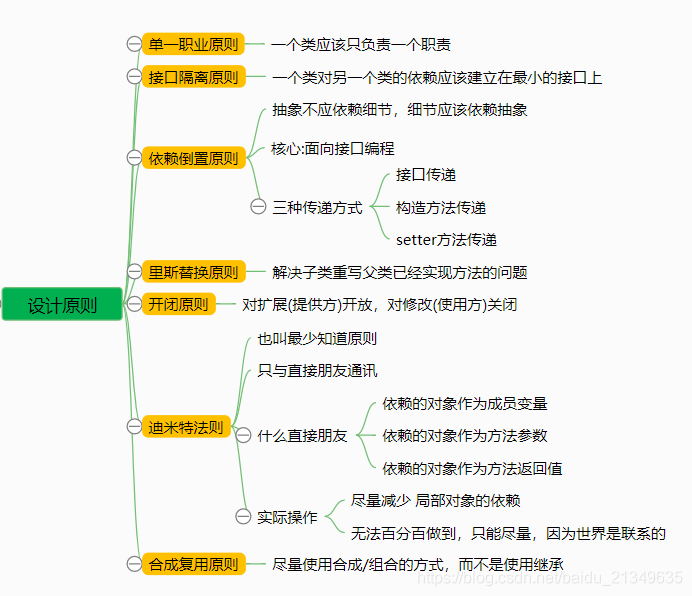 单一职业原则
一个类应该只负责一个职责
接口隔离原则
一个类对另一个类的依赖应该建立在最小的接口上
依赖倒置原则
抽象不应依赖细节，细节应该依赖抽象
核心:面向接口编程
三种传递方式
接口传递
构造方法传递
setter方法传递
里斯替换原则
解决子类重写父类已经实现方法的问题
设计原则
开闭原则
对扩展(提供方)开放，对修改(使用方)关闭
迪米特法则
也叫最少知道原则
只与直接朋友通讯
什么直接朋友
依赖的对象作为成员变量
依赖的对象作为方法参数
依赖的对象作为方法返回值
实际操作
尽量减少 局部对象的依赖
无法百分百做到，只能尽量，因为世界是联系的
合成复用原则
尽量使用合成/组合的方式，而不是使用继承
https://blog.csdn.net/baidu_21349635